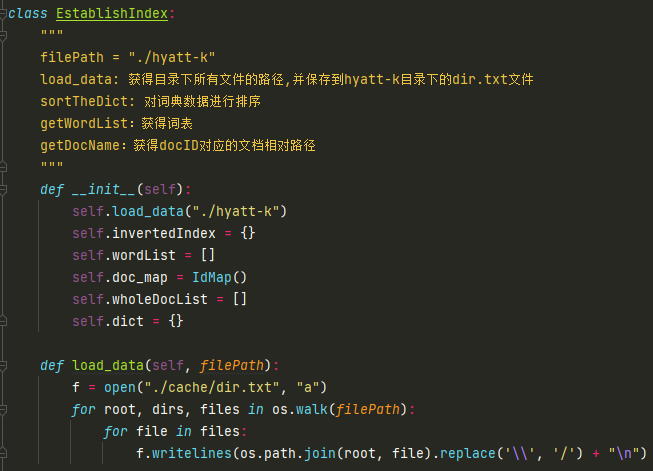 class EstablishIndex:
    """
    filePath = "./hyatt-k"
    load_data: 获得目录下所有文件的路径,并保存到hyatt-k目录下的dir.txt文件
    sortTheDict: 对词典数据进行排序
    getWordList：获得词表
    getDocName：获得docID对应的文档相对路径
    """
    def __init__(self):
        self.load_data("./hyatt-k")
        self.invertedIndex = {}
        self.wordList = []
        self.doc_map = IdMap()
        self.wholeDocList = []
        self.dict = {}

    def load_data(self, filePath):
        f = open("./cache/dir.txt", "a")
        for root, dirs, files in os.walk(filePath):
            for file in files:
                f.writelines(os.path.join(root, file).replace('\\', '/') + "\n")